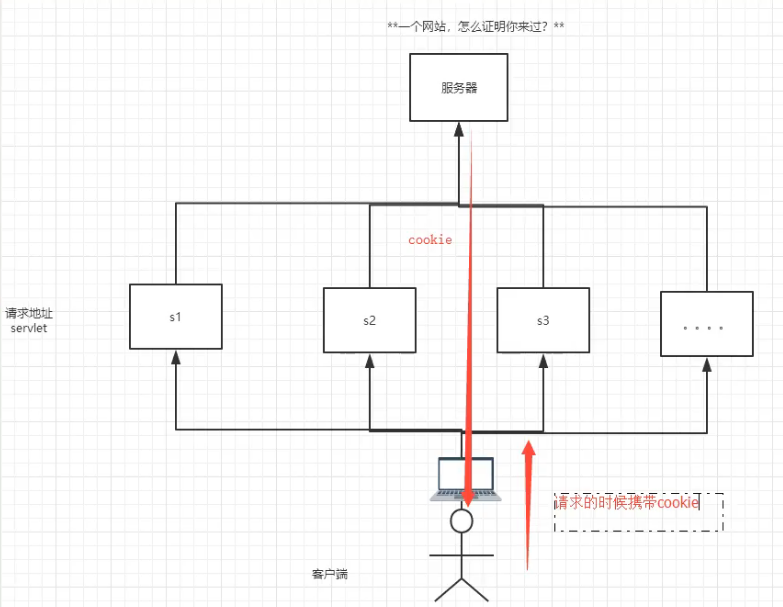 **一个网站，怎么证明你来过？**
服务器
cookie
请求地址
servlet
s1
s2
s3
。。。。
请求的时候携带cookie
客户端